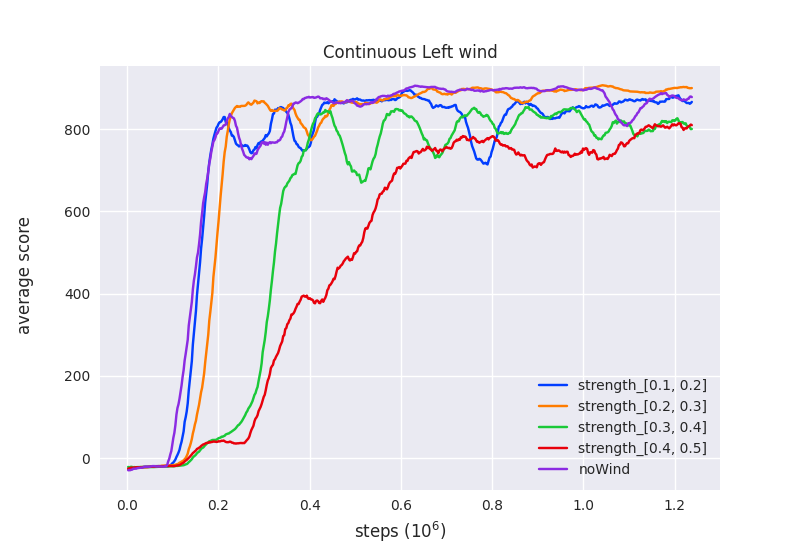 Continuous Left wind
average score
800
600
400
200
0
0.0 0.2 0.4 0.6 0.8 1.0 1.2
steps (10^6)
strength_[0.1, 0.2]
strength_[0.2, 0.3]
strength_[0.3, 0.4]
strength_[0.4, 0.5]
noWind